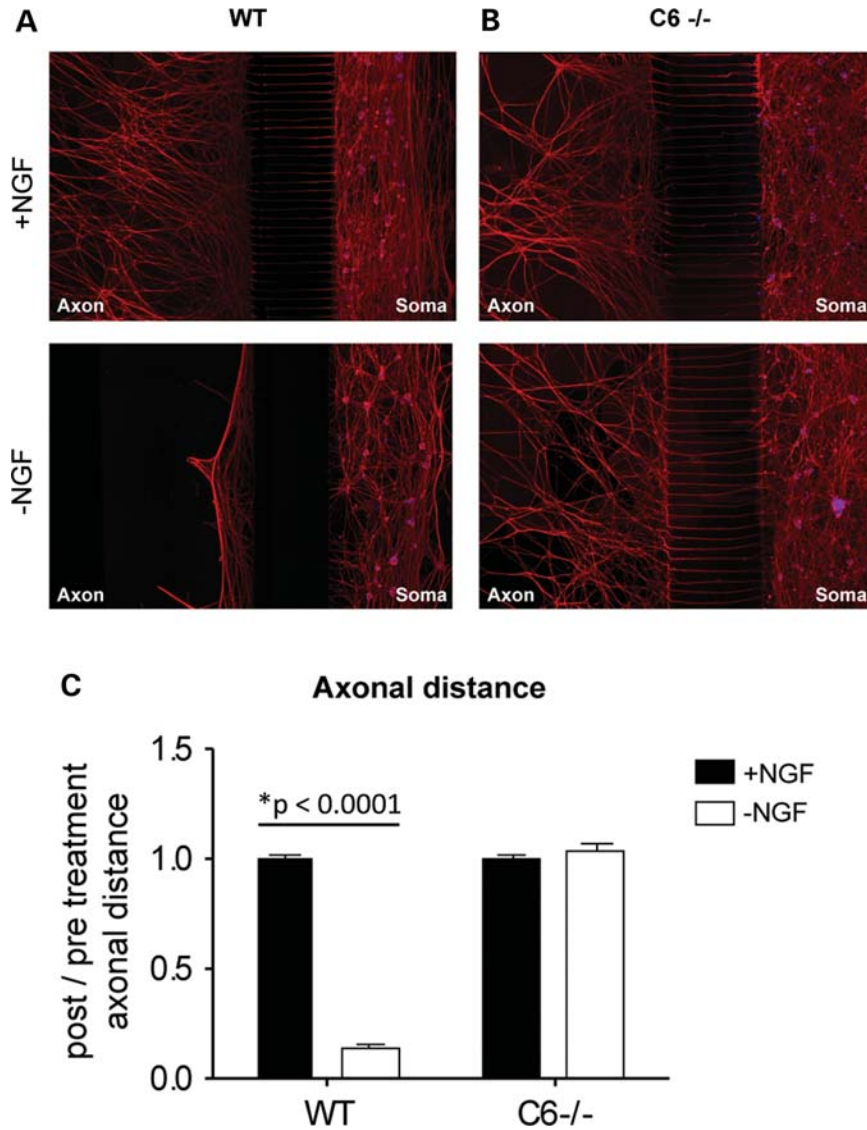 A WT B C6 -/-
+NGF
Axon Soma Axon Soma
-NGF
Axon Soma Axon Soma
C Axonal distance
post / pre treatment
axonal distance
1.5
1.0
0.5
0.0
*p < 0.0001
+NGF
-NGF
WT C6-/-